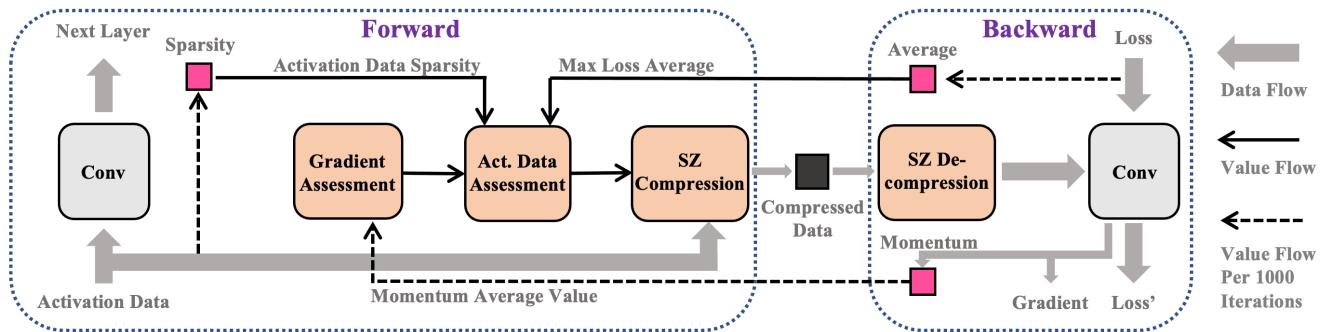 Forward
Next Layer
Sparsity
Activation Data Sparsity
Max Loss Average
Conv
Gradient
Assessment
Act. Data
Assessment
SZ
Compression
Activation Data
Momentum Average Value
Compressed
Data
Backward
Average
Loss
SZ De-
compression
Conv
Momentum
Gradient
Loss’
Data Flow
Value Flow
Value Flow
Per 1000
Iterations